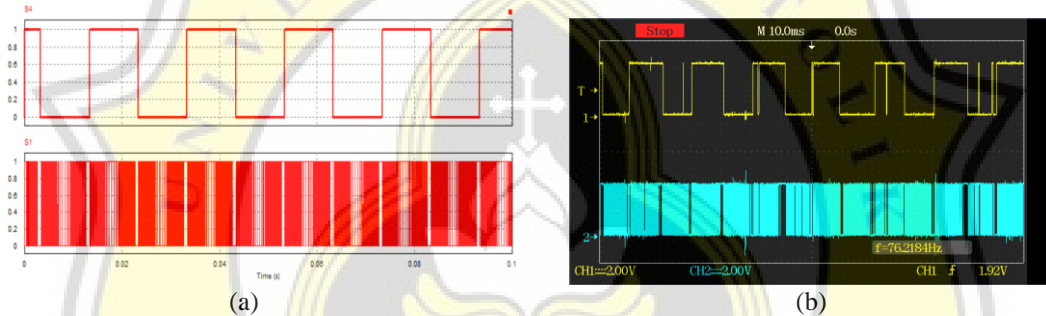 S4
1
0.8
0.6
0.4
0.2
0
S1
1
0.8
0.6
0.4
0.2
0
0 0.02 0.04 0.06 0.08 0.1
Time (s)
(a)
Stop M 10.0ms 0.0s
T
1
2
f=76.2184Hz
CH1 2.00V CH2 2.00V CH1 1.92V
(b)